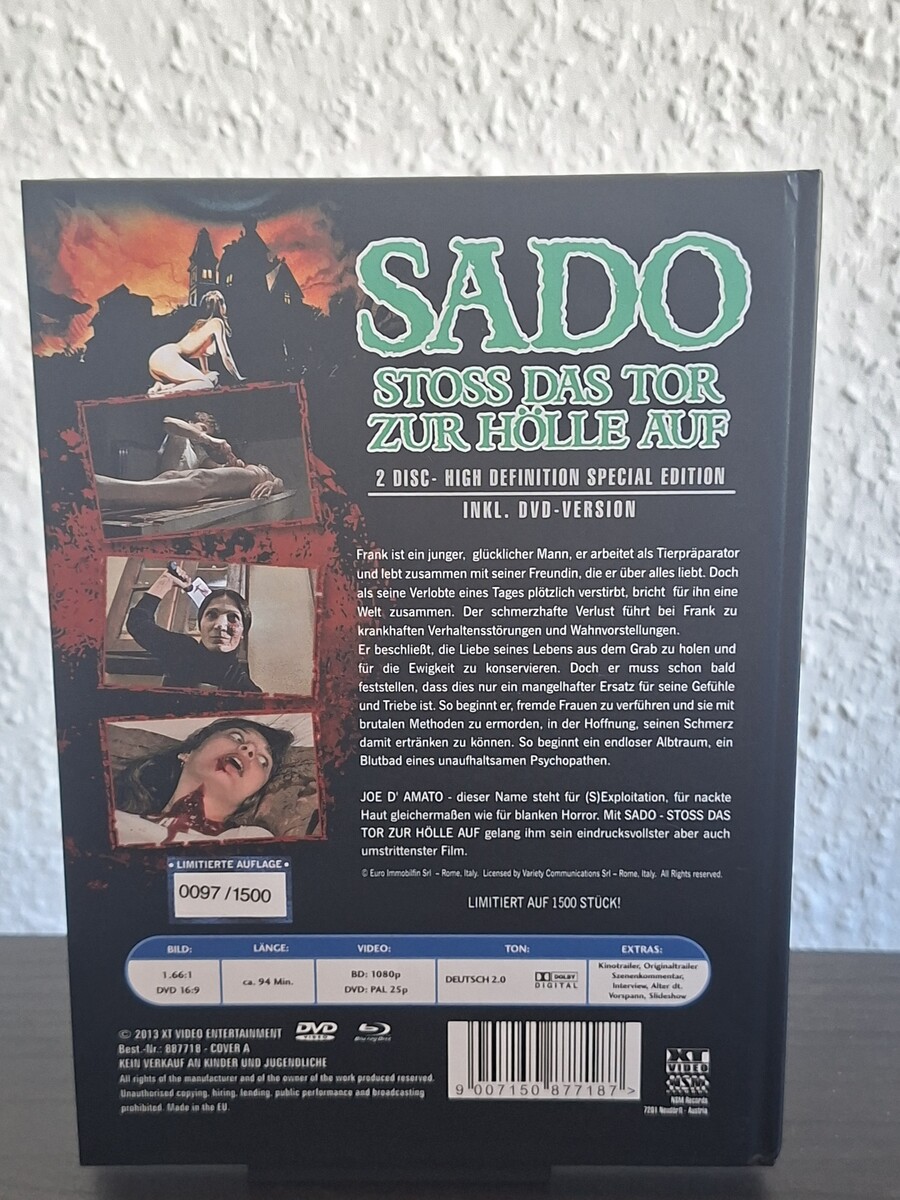 SADO
STOSS DAS TOR
ZUR HÖLLE AUF
2 DISC- HIGH DEFINITION SPECIAL EDITION
INKL. DVD-VERSION
Frank ist ein junger, glücklicher Mann, er arbeitet als Tierpräparator
und lebt zusammen mit seiner Freundin, die er über alles liebt. Doch
als seine Verlobte eines Tages plötzlich verstirbt, bricht für ihn eine
Welt zusammen. Der schmerzhafte Verlust führt bei Frank zu
krankhaften Verhaltensstörungen und Wahnvorstellungen.
Er beschließt, die Liebe seines Lebens aus dem Grab zu holen und
für die Ewigkeit zu konservieren. Doch er muss schon bald
feststellen, dass dies nur ein mangelhafter Ersatz für seine Gefühle
und Triebe ist. So beginnt er, fremde Frauen zu verführen und sie mit
brutalen Methoden zu ermorden, in der Hoffnung, seinen Schmerz
damit ertränken zu können. So beginnt ein endloser Albtraum, ein
Blutbad eines unaufhaltsamen Psychopathen.
JOE D' AMATO - dieser Name steht für (S)Exploitation, für nackte
Haut gleichermaßen wie für blanken Horror. Mit SADO - STOSS DAS
TOR ZUR HÖLLE AUF gelang ihm sein eindrucksvollster aber auch
umstrittenster Film.
© Euro Immobilfin Srl – Rome, Italy. Licensed by Variety Communications Srl – Rome, Italy. All Rights reserved.
• LIMITIERTE AUFLAGE •
0097 /1500
LIMITIERT AUF 1500 STÜCK!
BILD: LÄNGE: VIDEO: TON: EXTRAS:
1.66:1
DVD 16:9
ca. 94 Min.
BD: 1080p
DVD: PAL 25p
DEUTSCH 2.0
DOLBY
DIGITAL
Kinotrailer, Originaltrailer
Szenenkommentar,
Interview, Alter dt.
Vorspann, Slideshow
© 2013 XT VIDEO ENTERTAINMENT
DVD
VIDEO
Blu-ray Disc
Best.-Nr.: 887718 - COVER A
KEIN VERKAUF AN KINDER UND JUGENDLICHE
All rights of the manufacturer and of the owner of the work produced reserved.
Unauthorised copying, hiring, lending, public performance and broadcasting
prohibited. Made in the EU.
9 007150 877187 >
XT
VIDEO
NSM
NSM Records
7201 Neudörfl - Austria